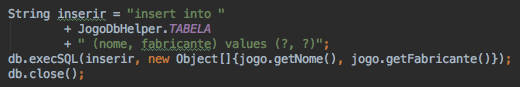 String inserir = "insert into "
+ JogoDbHelper.TABELA
+ " (nome, fabricante) values (?, ?)";
db.execSQL(inserir, new Object[]{jogo.getNome(), jogo.getFabricante()});
db.close();